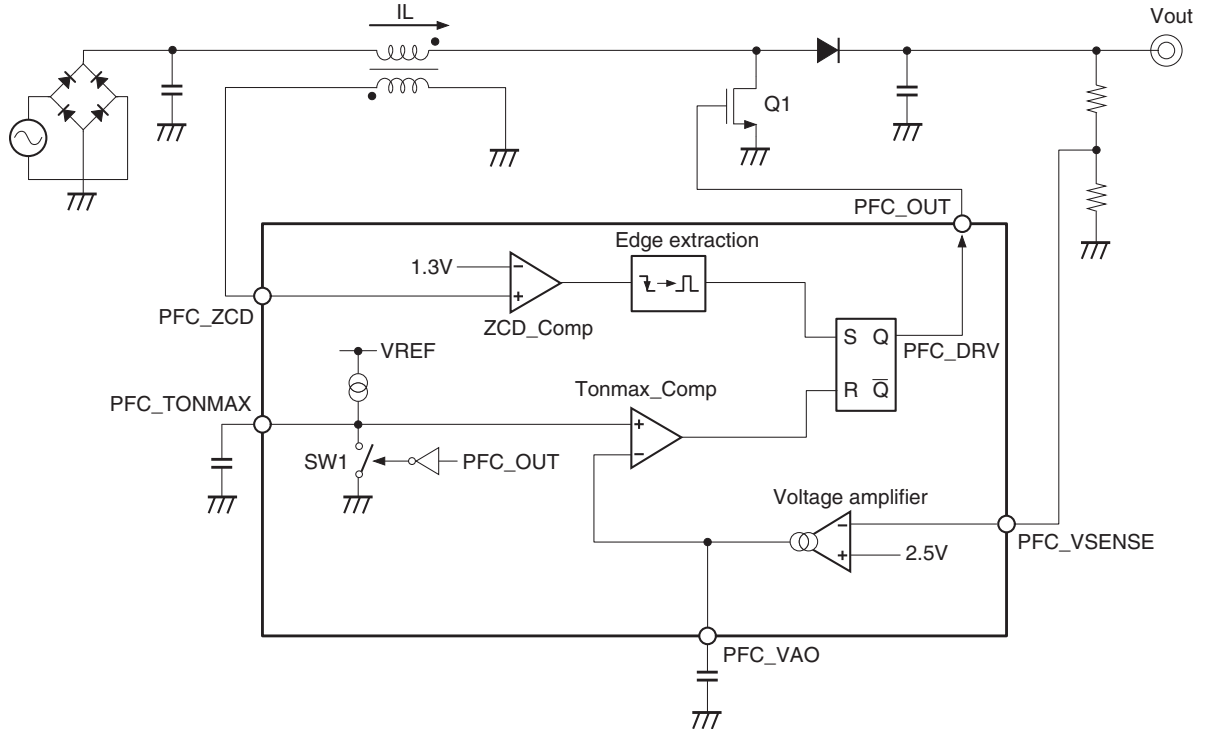 IL
Vout
Q1
PFC_OUT
Edge extraction
1.3V
PFC_ZCD
ZCD_Comp
S Q
PFC_DRV
R Q̅
VREF
PFC_TONMAX
Tonmax_Comp
SW1
PFC_OUT
Voltage amplifier
2.5V
PFC_VSENSE
PFC_VAO